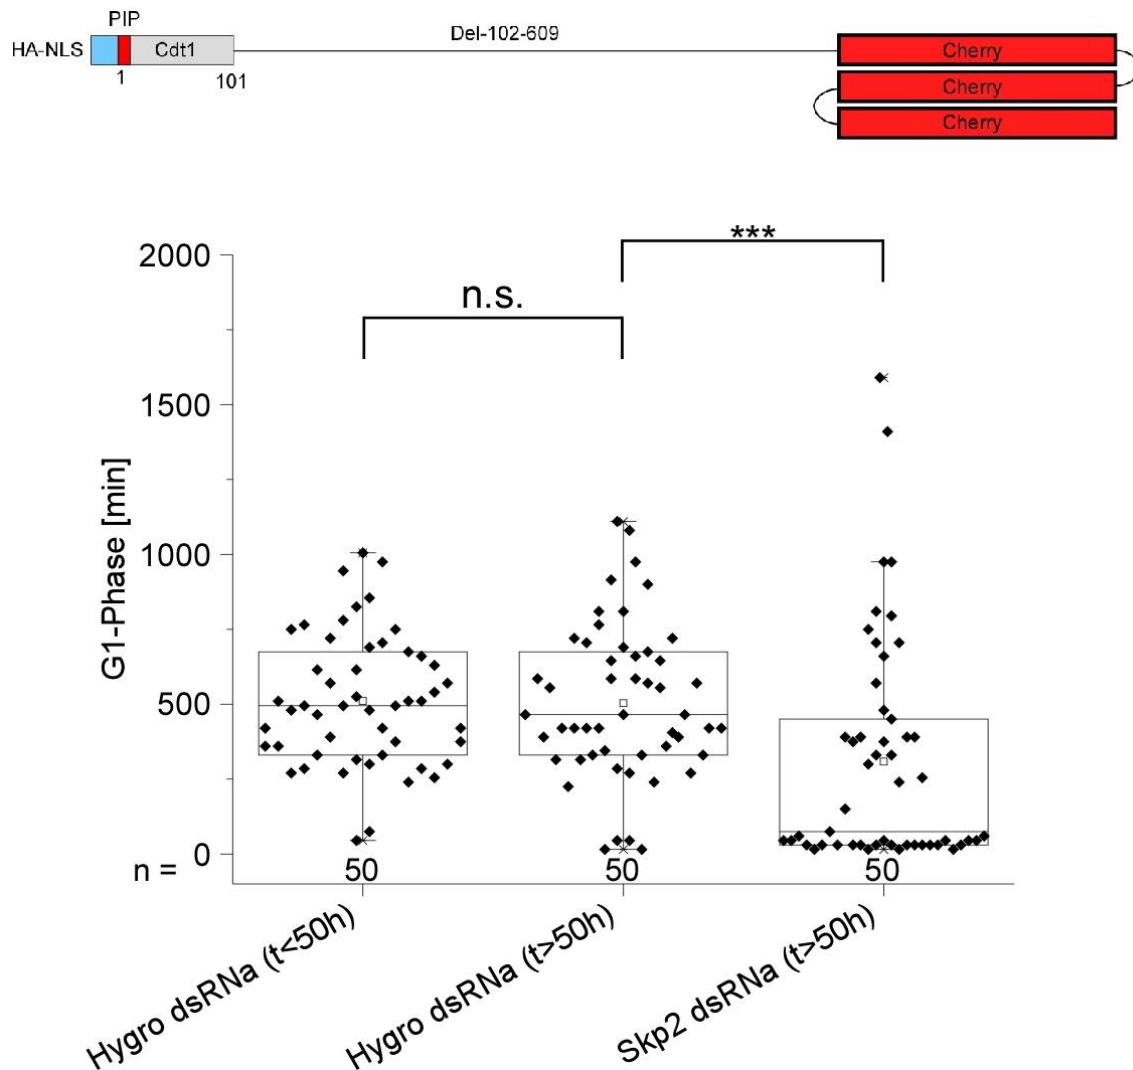 PIP
HA-NLS Cdt1 Del-102-609 Cherry
1 101 Cherry
Cherry
***
2000
n.s.
1500
G1-Phase [min]
1000
500
0
n = 50 50 50
Hygro dsRNa (t<50h)
Hygro dsRNa (t>50h)
Skp2 dsRNa (t>50h)